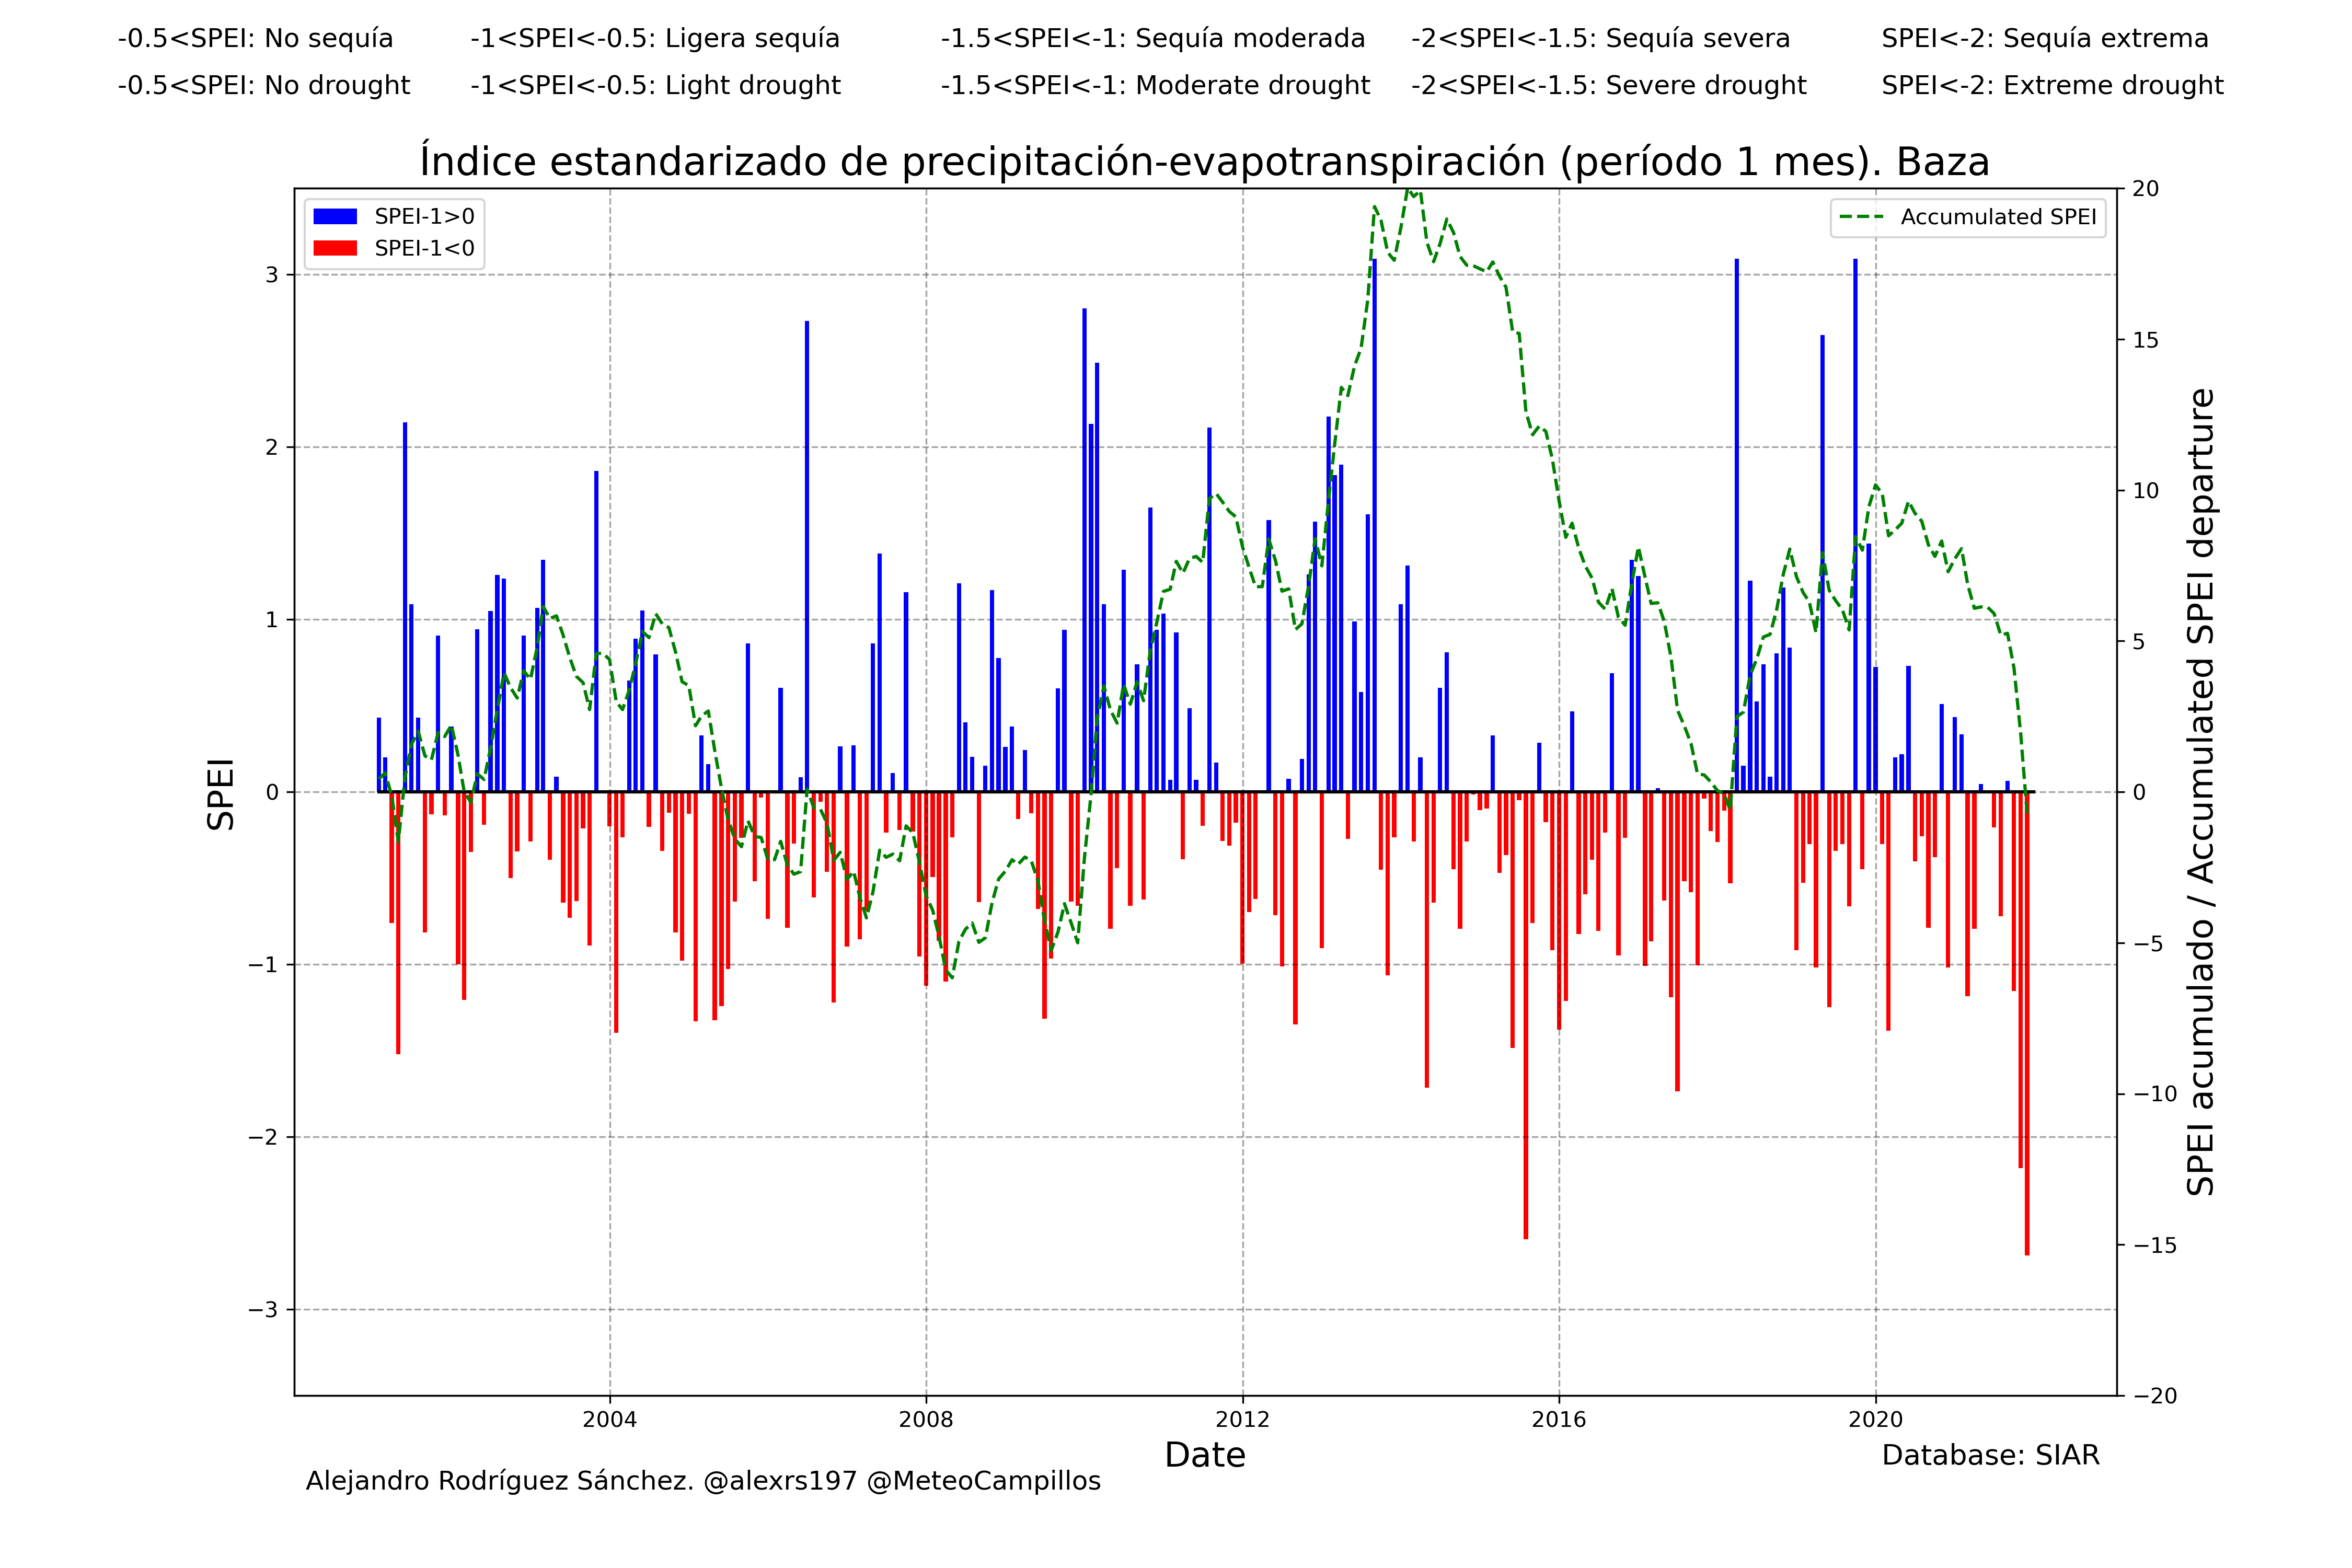 -0.5<SPEI: No sequía -1<SPEI<-0.5: Ligera sequía -1.5<SPEI<-1: Sequía moderada -2<SPEI<-1.5: Sequía severa SPEI<-2: Sequía extrema
-0.5<SPEI: No drought -1<SPEI<-0.5: Light drought -1.5<SPEI<-1: Moderate drought -2<SPEI<-1.5: Severe drought SPEI<-2: Extreme drought
Índice estandarizado de precipitación-evapotranspiración (período 1 mes). Baza
SPEI-1>0
SPEI-1<0
Accumulated SPEI
SPEI
3
2
1
0
−1
−2
−3
20
15
10
5
0
−5
−10
−15
−20
SPEI acumulado / Accumulated SPEI departure
2004 2008 2012 2016 2020
Date
Database: SIAR
Alejandro Rodríguez Sánchez. @alexrs197 @MeteoCampillos